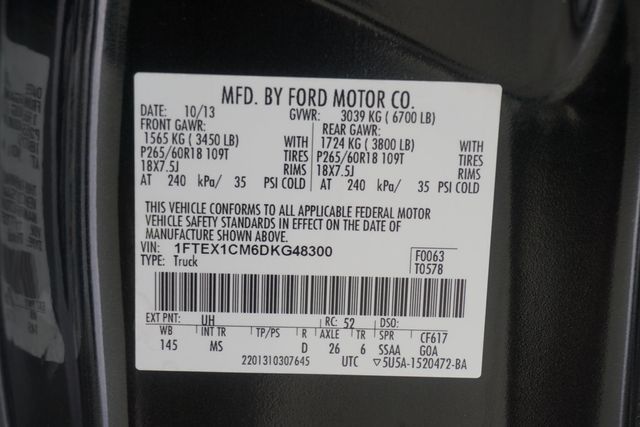 MFD. BY FORD MOTOR CO.
DATE: 10/13 GVWR: 3039 KG ( 6700 LB)
FRONT GAWR: REAR GAWR:
1565 KG ( 3450 LB) WITH 1724 KG ( 3800 LB) WITH
P265/60R18 109T TIRES P265/60R18 109T TIRES
18X7.5J RIMS 18X7.5J RIMS
AT 240 kPa/ 35 PSI COLD AT 240 kPa/ 35 PSI COLD
THIS VEHICLE CONFORMS TO ALL APPLICABLE FEDERAL MOTOR
VEHICLE SAFETY STANDARDS IN EFFECT ON THE DATE OF
MANUFACTURE SHOWN ABOVE.
VIN: 1FTEX1CM6DKG48300 F0063
TYPE: Truck T0578
EXT PNT: UH RC: 52 DSO:
WB INT TR TP/PS R AXLE TR SPR CF617
145 MS D 26 6 SSAA GOA
2201310307645 UTC ▽5U5A-1520472-BA